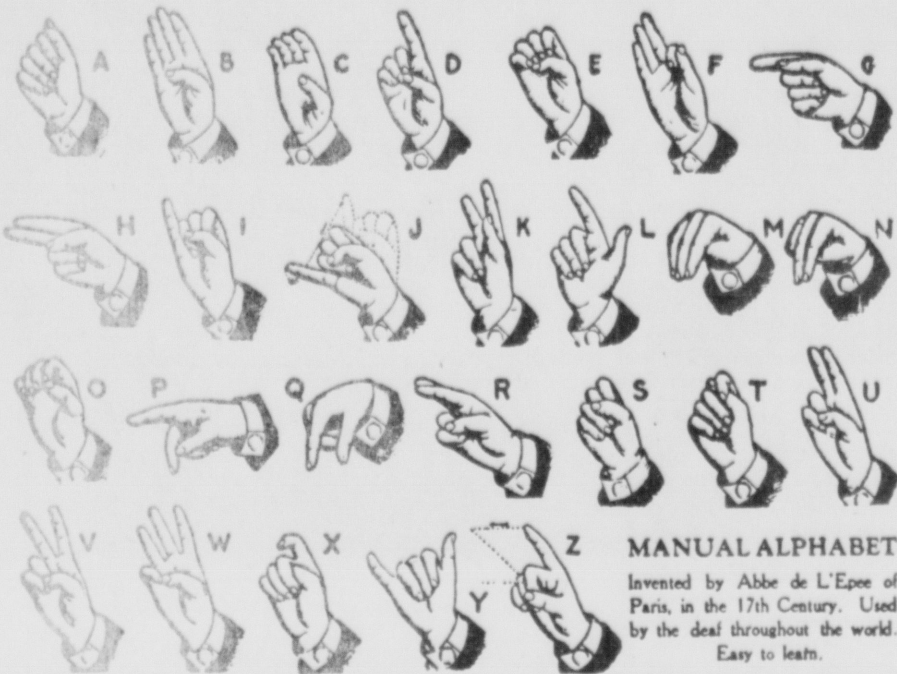 A B C D E F G
H I J K L M N
O P Q R S T U
V W X Y Z
MANUAL ALPHABET
Invented by Abbe de L'Epee of
Paris, in the 17th Century. Used
by the deaf throughout the world.
Easy to learn.